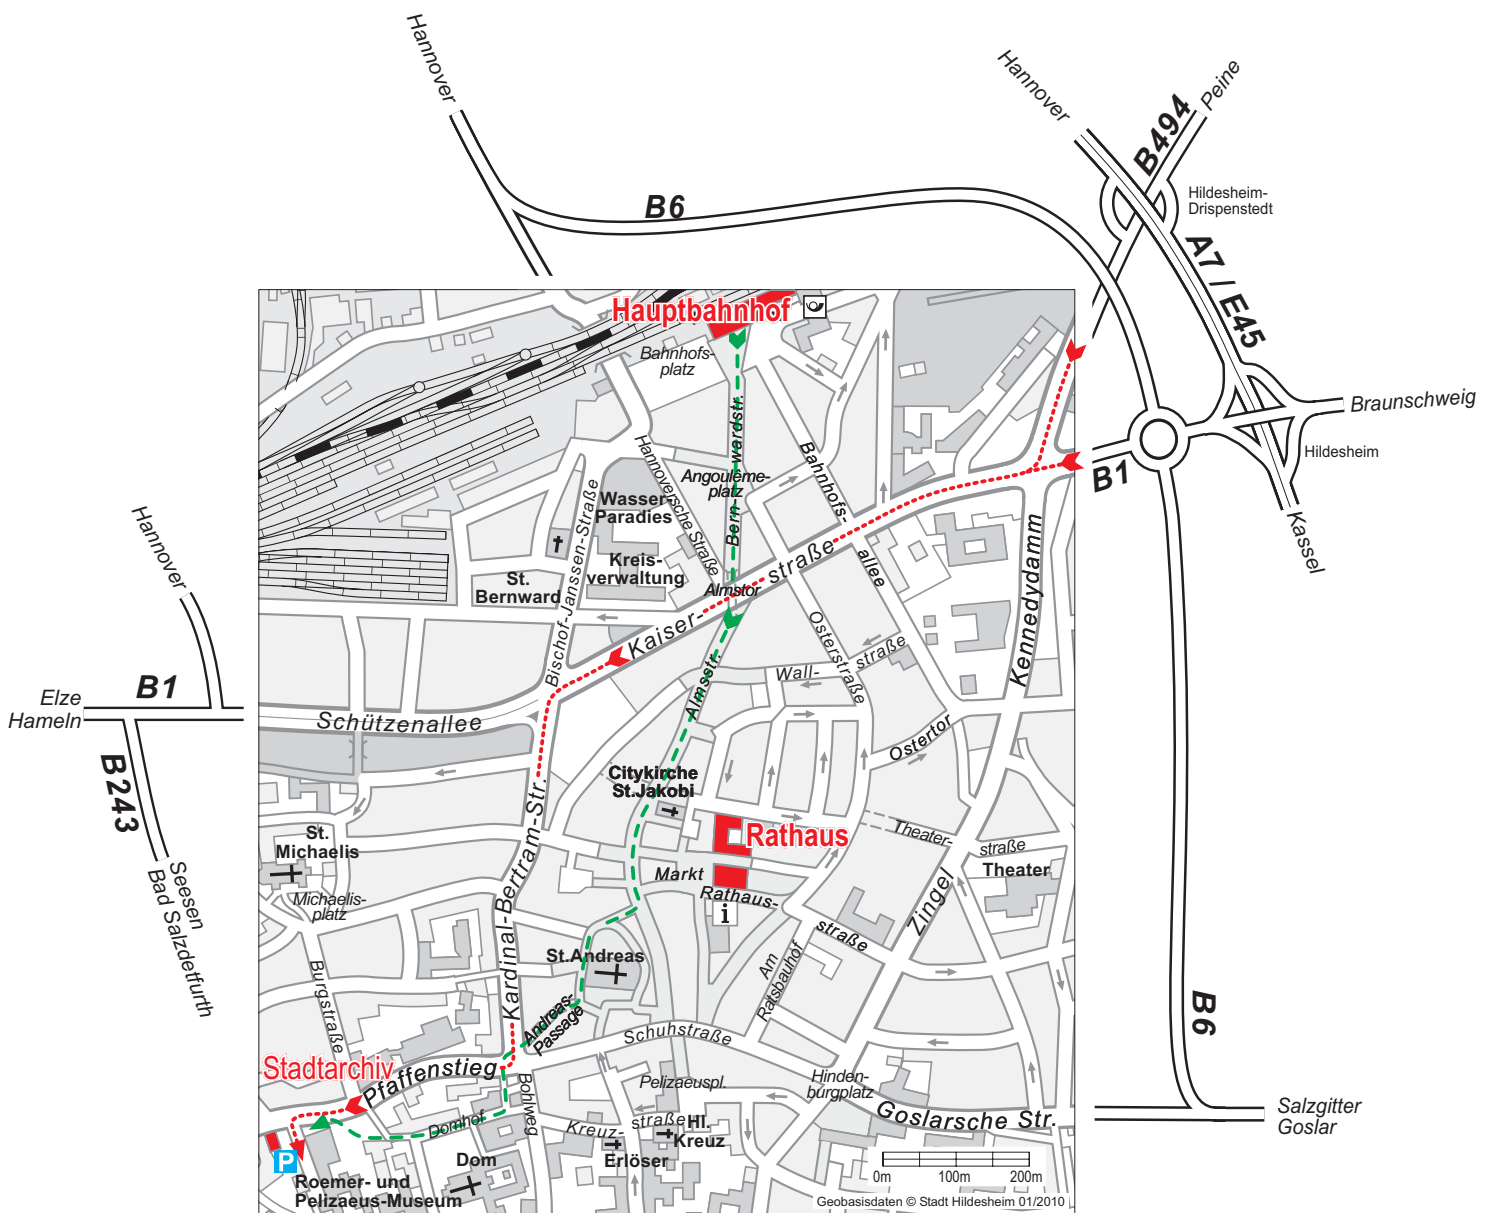 Hannover
Hannover
Peine
B494
B6
Hildesheim-
Drispenstedt
A7 / E45
Hauptbahnhof
Bahnhofs-
platz
Braunschweig
Hildesheim
B1
Kassel
Bernwardstr.
Bahnhofs-
allee
Hannoversche Straße
Angoulême-
platz
Wasser-
Paradies
Kreis-
verwaltung
St.
Bernward
Bischof-Janssen-Straße
Almstor
Kaiser-
straße
Kennedydamm
Hannover
Elze
Hameln
B1
B243
Seesen
Bad Salzdetfurth
Schützenallee
Almsstr.
Osterstraße
Wall-
straße
Ostertor
Citykirche
St.Jakobi
Rathaus
Theater-
straße
Theater
St.
Michaelis
Michaelis-
platz
Kardinal-Bertram-Str.
Markt
Rathaus-
straße
i
Zingel
Am
Ratsbauhof
St.Andreas
Andreas-
Passage
Burgstraße
Schuhstraße
B6
Stadtarchiv
Pfaffenstieg
Bohlweg
Pelizaeuspl.
Hinden-
burgplatz
Goslarsche Str.
Salzgitter
Goslar
Domhof
Kreuz-
straße
Hl.
Kreuz
Erlöser
Dom
P
Roemer- und
Pelizaeus-Museum
0m 100m 200m
Geobasisdaten © Stadt Hildesheim 01/2010